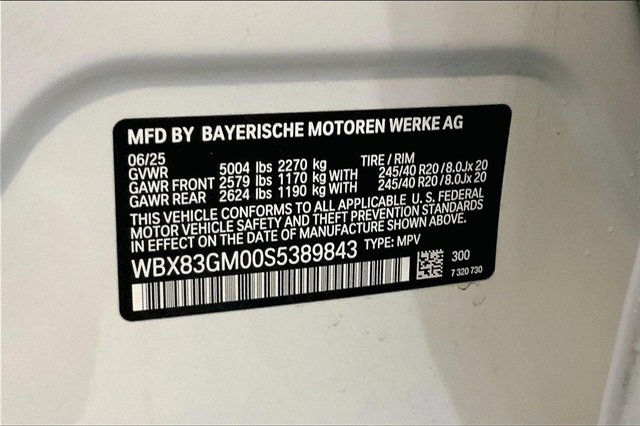 MFD BY BAYERISCHE MOTOREN WERKE AG
06/25
GVWR 5004 lbs 2270 kg TIRE / RIM
GAWR FRONT 2579 lbs 1170 kg WITH 245/40 R20 / 8.0Jx 20
GAWR REAR 2624 lbs 1190 kg WITH 245/40 R20 / 8.0Jx 20
THIS VEHICLE CONFORMS TO ALL APPLICABLE U. S. FEDERAL
MOTOR VEHICLE SAFETY AND THEFT PREVENTION STANDARDS
IN EFFECT ON THE DATE OF MANUFACTURE SHOWN ABOVE.
WBX83GM00S5389843 TYPE: MPV
300
7 320 730